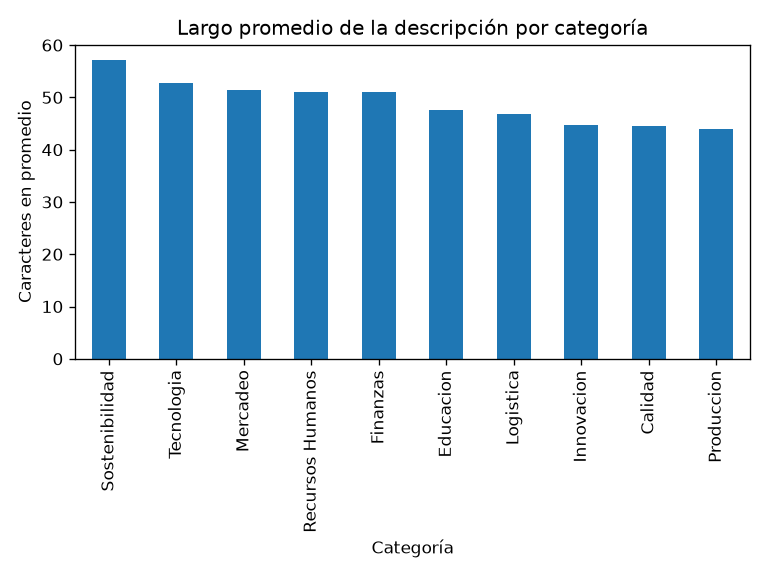 Largo promedio de la descripción por categoría
Caracteres en promedio
60
50
40
30
20
10
0
Sostenibilidad
Tecnologia
Mercadeo
Recursos Humanos
Finanzas
Educacion
Logistica
Innovacion
Calidad
Produccion
Categoría